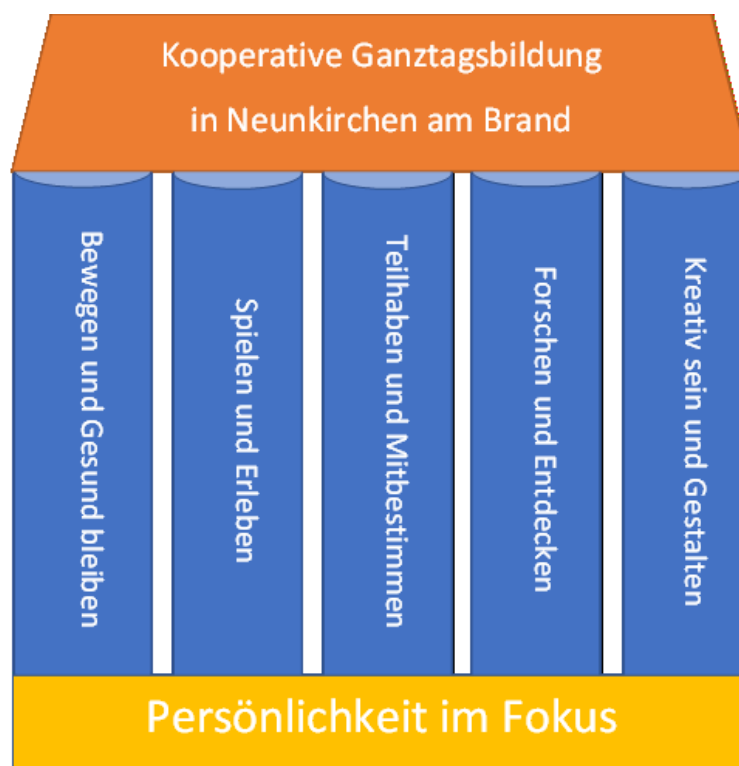 Kooperative Ganztagsbildung
in Neunkirchen am Brand
Bewegen und Gesund bleiben
Spielen und Erleben
Teilhaben und Mitbestimmen
Forschen und Entdecken
Kreativ sein und Gestalten
Persönlichkeit im Fokus